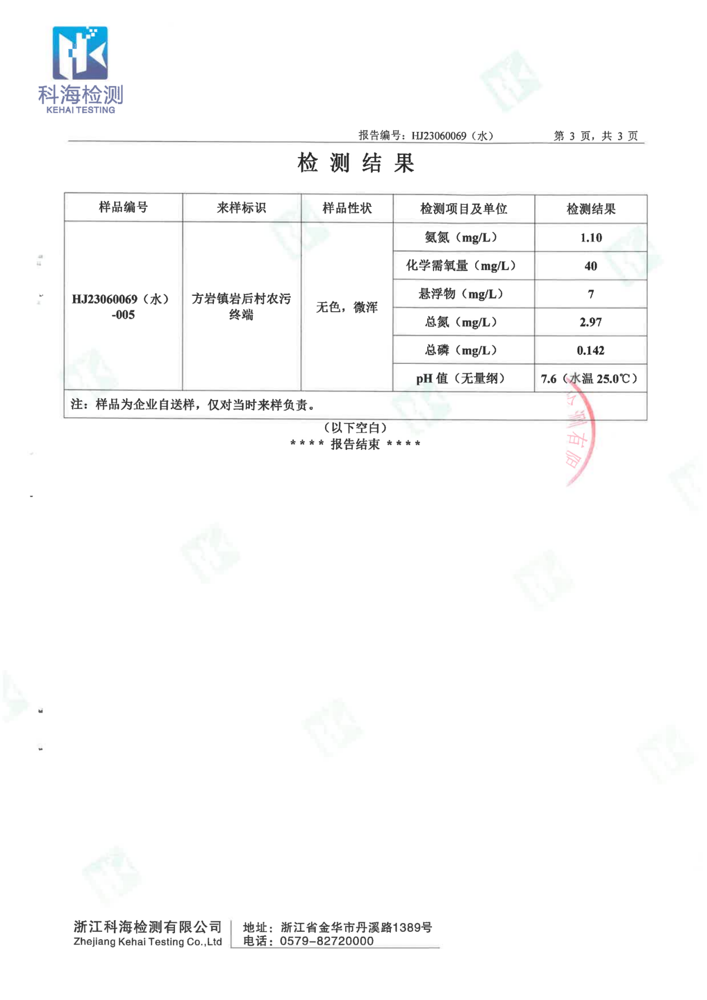 科海检测
KEHAI TESTING
报告编号：HJ23060069（水） 第 3 页，共 3 页
检测结果
样品编号 来样标识 样品性状 检测项目及单位 检测结果
HJ23060069（水）
-005
方岩镇岩后村农污
终端
无色，微浑
氨氮（mg/L） 1.10
化学需氧量（mg/L） 40
悬浮物（mg/L） 7
总氮（mg/L） 2.97
总磷（mg/L） 0.142
pH 值（无量纲） 7.6（水温 25.0℃）
注：样品为企业自送样，仅对当时来样负责。
（以下空白）
**** 报告结束 ****
测有限
浙江科海检测有限公司
Zhejiang Kehai Testing Co.,Ltd
地址：浙江省金华市丹溪路1389号
电话：0579-82720000